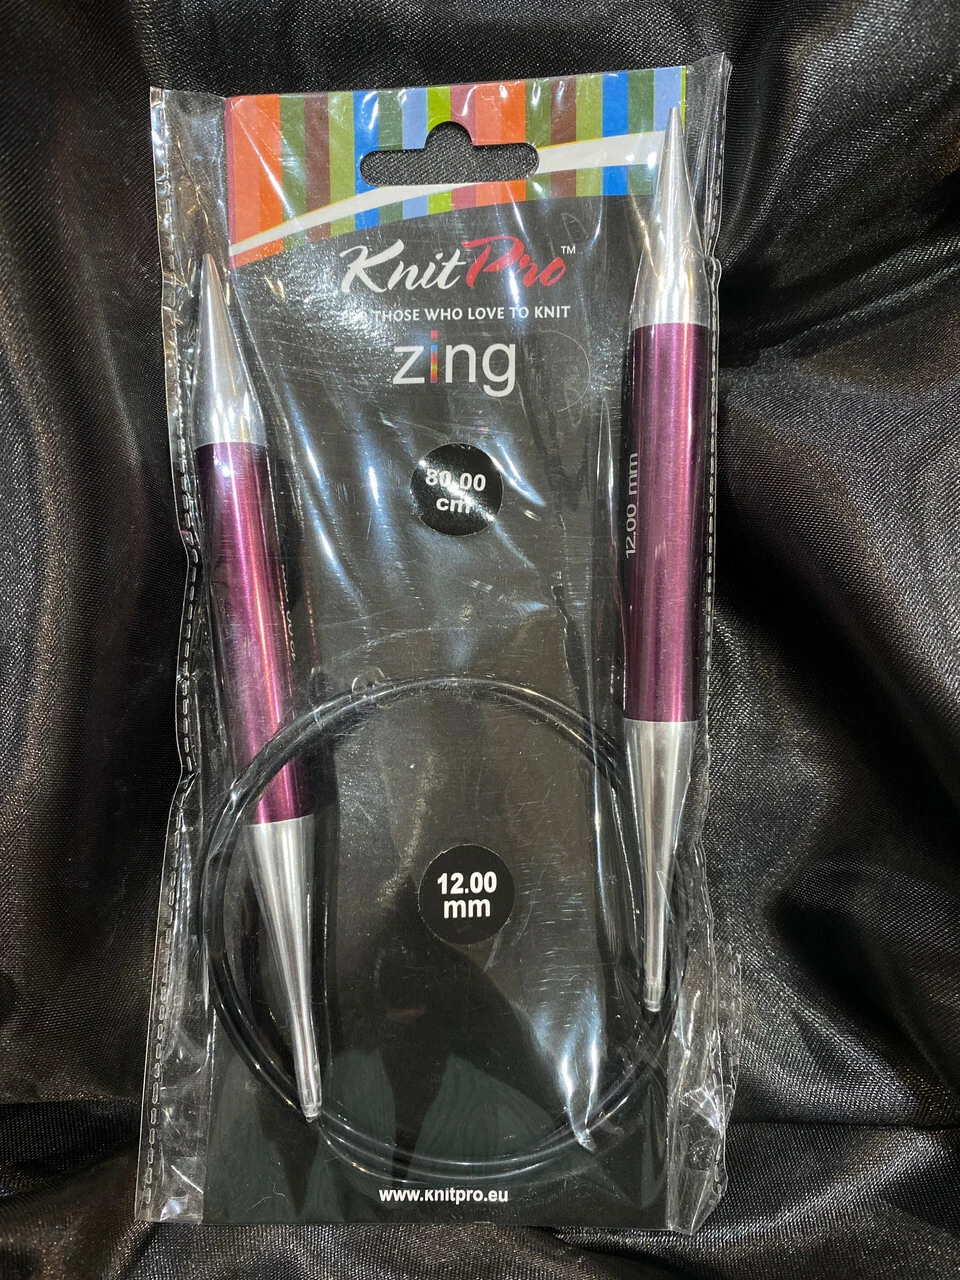 KnitPro™
THOSE WHO LOVE TO KNIT
zing
80.00
cm
12.00 mm
12.00
mm
www.knitpro.eu